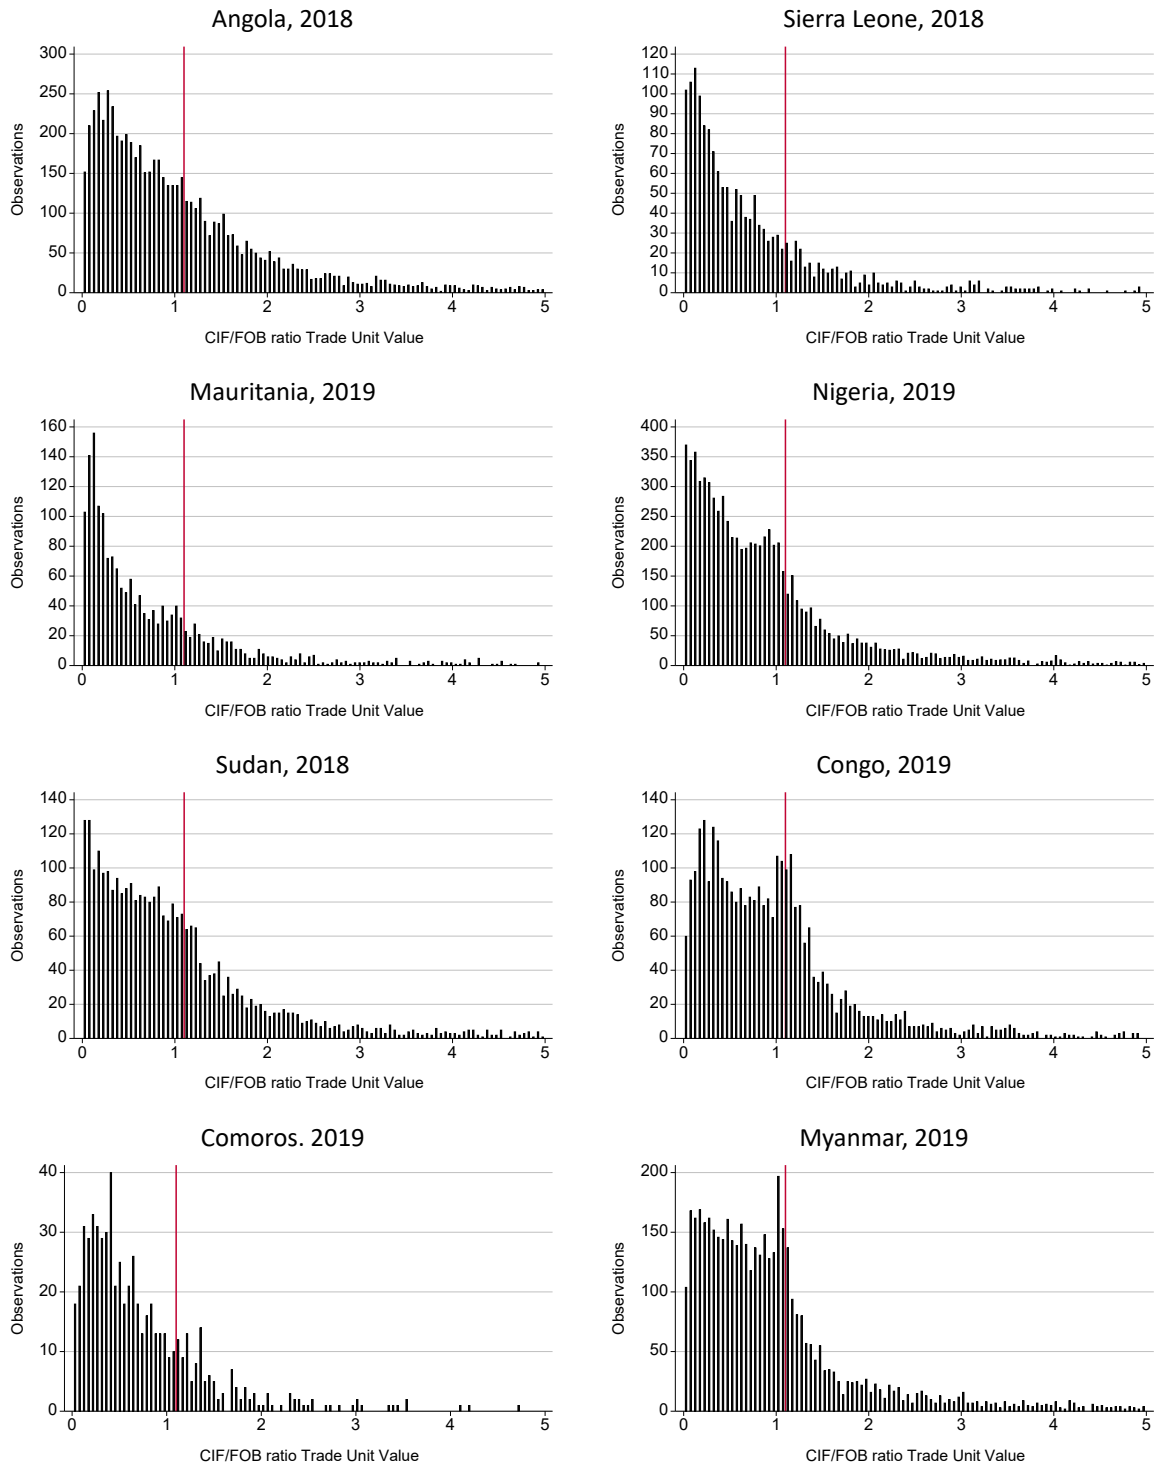 Angola, 2018
300
250
200
150
100
50
0
Observations
0 1 2 3 4 5
CIF/FOB ratio Trade Unit Value
Sierra Leone, 2018
120
110
100
90
80
70
60
50
40
30
20
10
0
Observations
0 1 2 3 4 5
CIF/FOB ratio Trade Unit Value
Mauritania, 2019
160
140
120
100
80
60
40
20
0
Observations
0 1 2 3 4 5
CIF/FOB ratio Trade Unit Value
Nigeria, 2019
400
350
300
250
200
150
100
50
0
Observations
0 1 2 3 4 5
CIF/FOB ratio Trade Unit Value
Sudan, 2018
140
120
100
80
60
40
20
0
Observations
0 1 2 3 4 5
CIF/FOB ratio Trade Unit Value
Congo, 2019
140
120
100
80
60
40
20
0
Observations
0 1 2 3 4 5
CIF/FOB ratio Trade Unit Value
Comoros. 2019
40
30
20
10
0
Observations
0 1 2 3 4 5
CIF/FOB ratio Trade Unit Value
Myanmar, 2019
200
150
100
50
0
Observations
0 1 2 3 4 5
CIF/FOB ratio Trade Unit Value